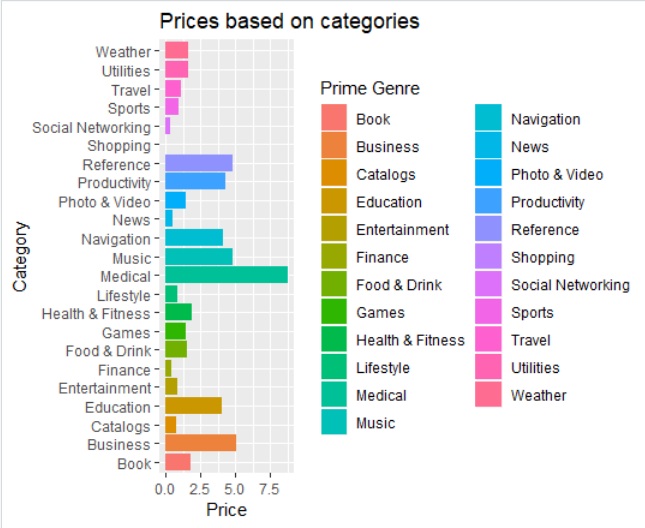 Prices based on categories
Category
Weather
Utilities
Travel
Sports
Social Networking
Shopping
Reference
Productivity
Photo & Video
News
Navigation
Music
Medical
Lifestyle
Health & Fitness
Games
Food & Drink
Finance
Entertainment
Education
Catalogs
Business
Book
0.0 2.5 5.0 7.5
Price
Prime Genre
Book
Business
Catalogs
Education
Entertainment
Finance
Food & Drink
Games
Health & Fitness
Lifestyle
Medical
Music
Navigation
News
Photo & Video
Productivity
Reference
Shopping
Social Networking
Sports
Travel
Utilities
Weather